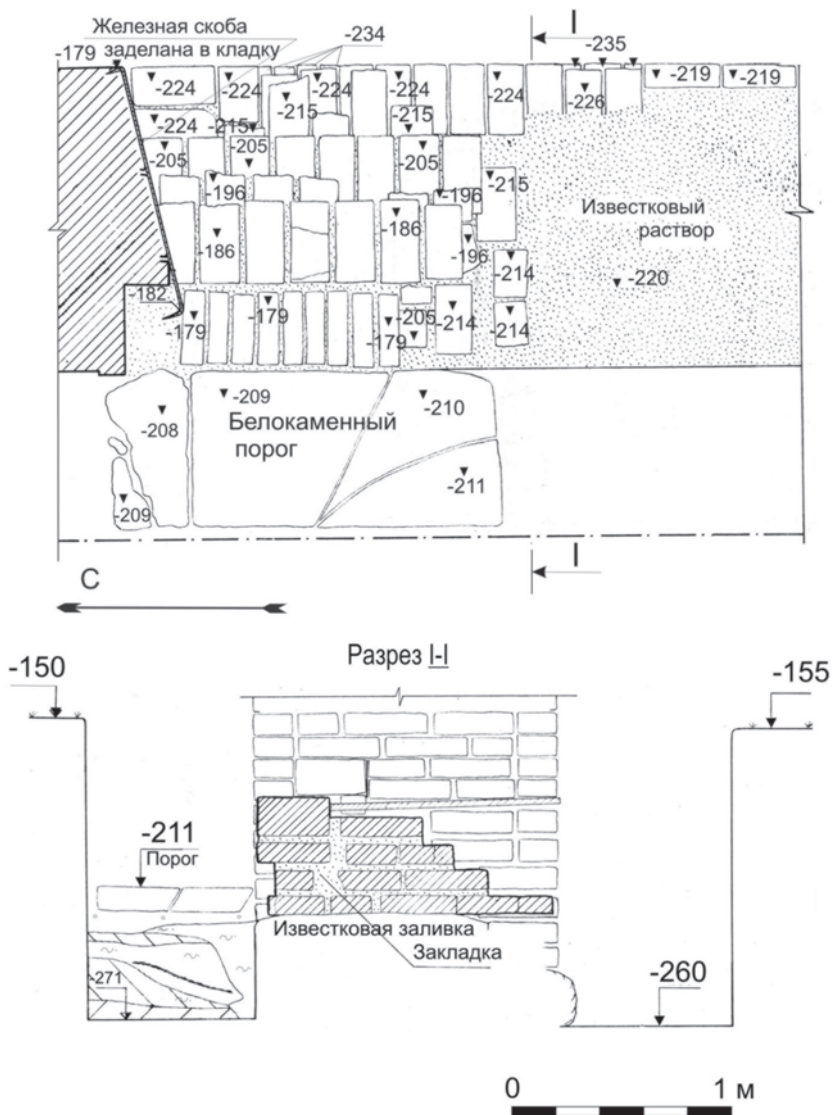 I
Железная скоба
заделана в кладку
-234
-235
-179
-224 -224 -224 -224 -224 -226 -219 -219
-215 -215
-224 -215
-205 -205 -205
-215
-196 -196
Известковый
раствор
-186 -186
-196
-214 -220
-182
-179 -179 -179 -205 -214 -214
-209 -210
-208
Белокаменный
порог
-211
-209
I
С
Разрез I-I
-150
-155
-211
Порог
Известковая заливка
Закладка
-271
-260
0 1 м